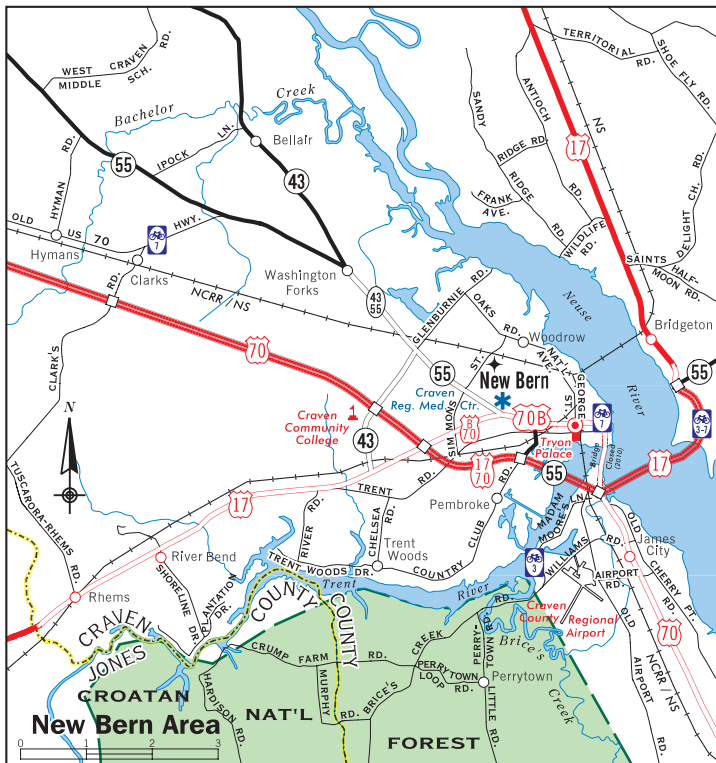 TERRITORIAL RD.
SHOE FLY RD.
WEST CRAVEN
MIDDLE SCH. RD.
Bachelor Creek
SANDY RIDGE RD.
ANTIOCH RD.
NS
17
Bellair
IPOCK LN.
55
43
HYMAN RD.
RIDGE RD.
FRANK AVE.
WILDLIFE RD.
DELIGHT CH. RD.
OLD US 70 HWY.
7
Hymans
Clarks
Washington Forks
SAINTS
HALF-MOON RD.
NCRR / NS
43
55
GLENBURNIE RD.
OAKS RD.
Neuse River
Bridgeton
Woodrow
NAT'L AVE.
GEORGE ST.
70
CLARK'S RD.
55
New Bern
55
Craven
Reg. Med. Ctr.
Craven
Community
College
SIMMONS ST.
B
70
70B
7
3-7
Tryon
Palace
Bridge
Closed
(2010)
N
43
17
70
55
17
TUSCARORA-RHEMS RD.
17
TRENT RD.
RIVER RD.
CHELSEA RD.
Pembroke
MADAM MOORE'S LN.
OLD CHERRY PT. RD.
River Bend
Trent
Woods
TRENT WOODS DR.
COUNTRY CLUB RD.
WILLIAMS RD.
James
City
3
Rhems
SHORELINE DR.
PLANTATION DR.
Trent River
AIRPORT RD.
Craven
County Regional
Airport
OLD AIRPORT RD.
70
CRAVEN COUNTY
JONES COUNTY
CRUMP FARM RD.
BRICE'S CREEK RD.
PERRYTOWN LOOP RD.
PERRYTOWN RD.
Perrytown
LITTLE RD.
Brice's Creek
NCRR / NS
HARDISON RD.
MURPHY RD.
CROATAN
NAT'L
FOREST
New Bern Area
0 1 2 3